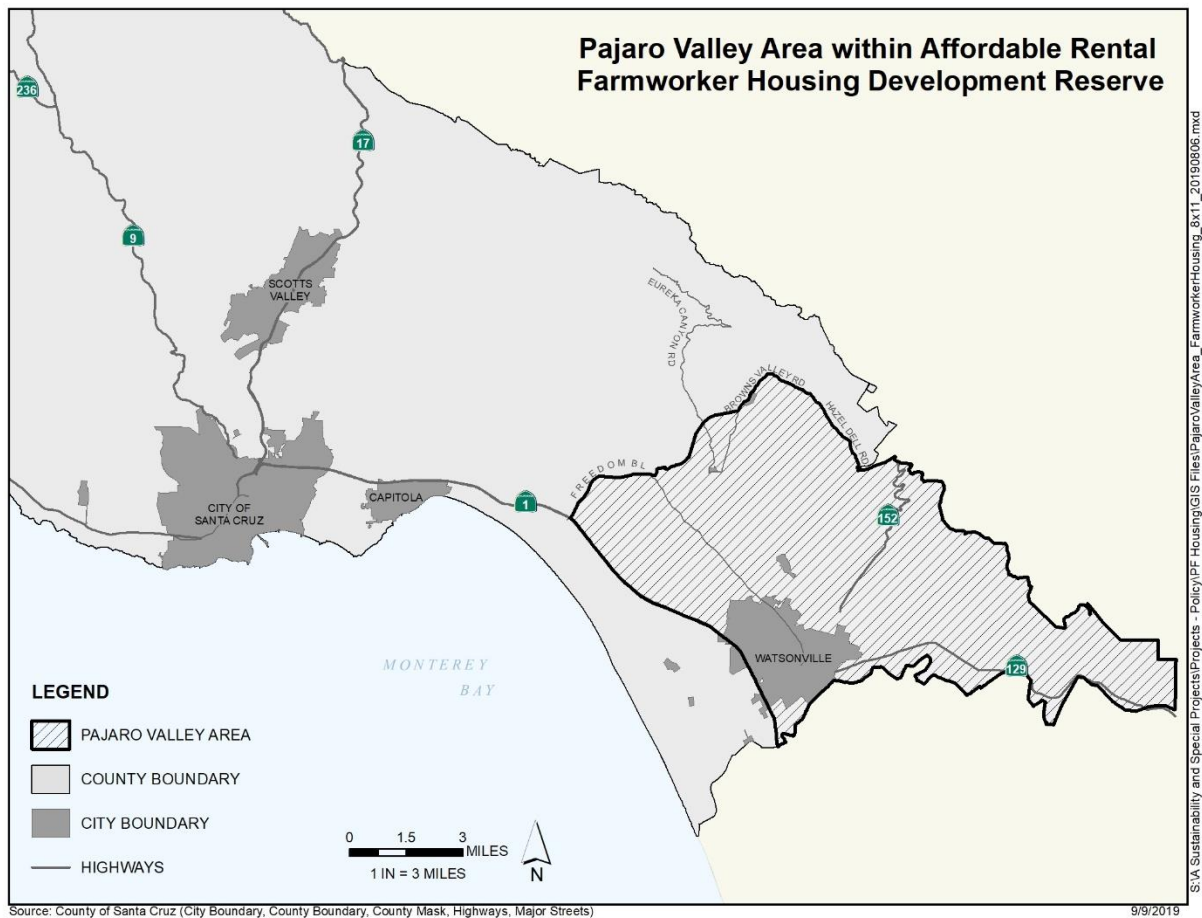 Pajaro Valley Area within Affordable Rental
Farmworker Housing Development Reserve
236
17
9
SCOTTS
VALLEY
EUREKA CANYON RD
BROWNS VALLEY RD
HAZEL DELL RD
FREEDOM BL
CITY OF
SANTA CRUZ
CAPITOLA
1
152
WATSONVILLE
129
MONTEREY
BAY
LEGEND
PAJARO VALLEY AREA
COUNTY BOUNDARY
CITY BOUNDARY
HIGHWAYS
0 1.5 3
MILES
1 IN = 3 MILES
N
Source: County of Santa Cruz (City Boundary, County Boundary, County Mask, Highways, Major Streets)
9/9/2019
S:\A Sustainability and Special Projects\Projects - Policy\PF Housing\GIS Files\PajaroValleyArea_FarmworkerHousing_8x11_20190806.mxd